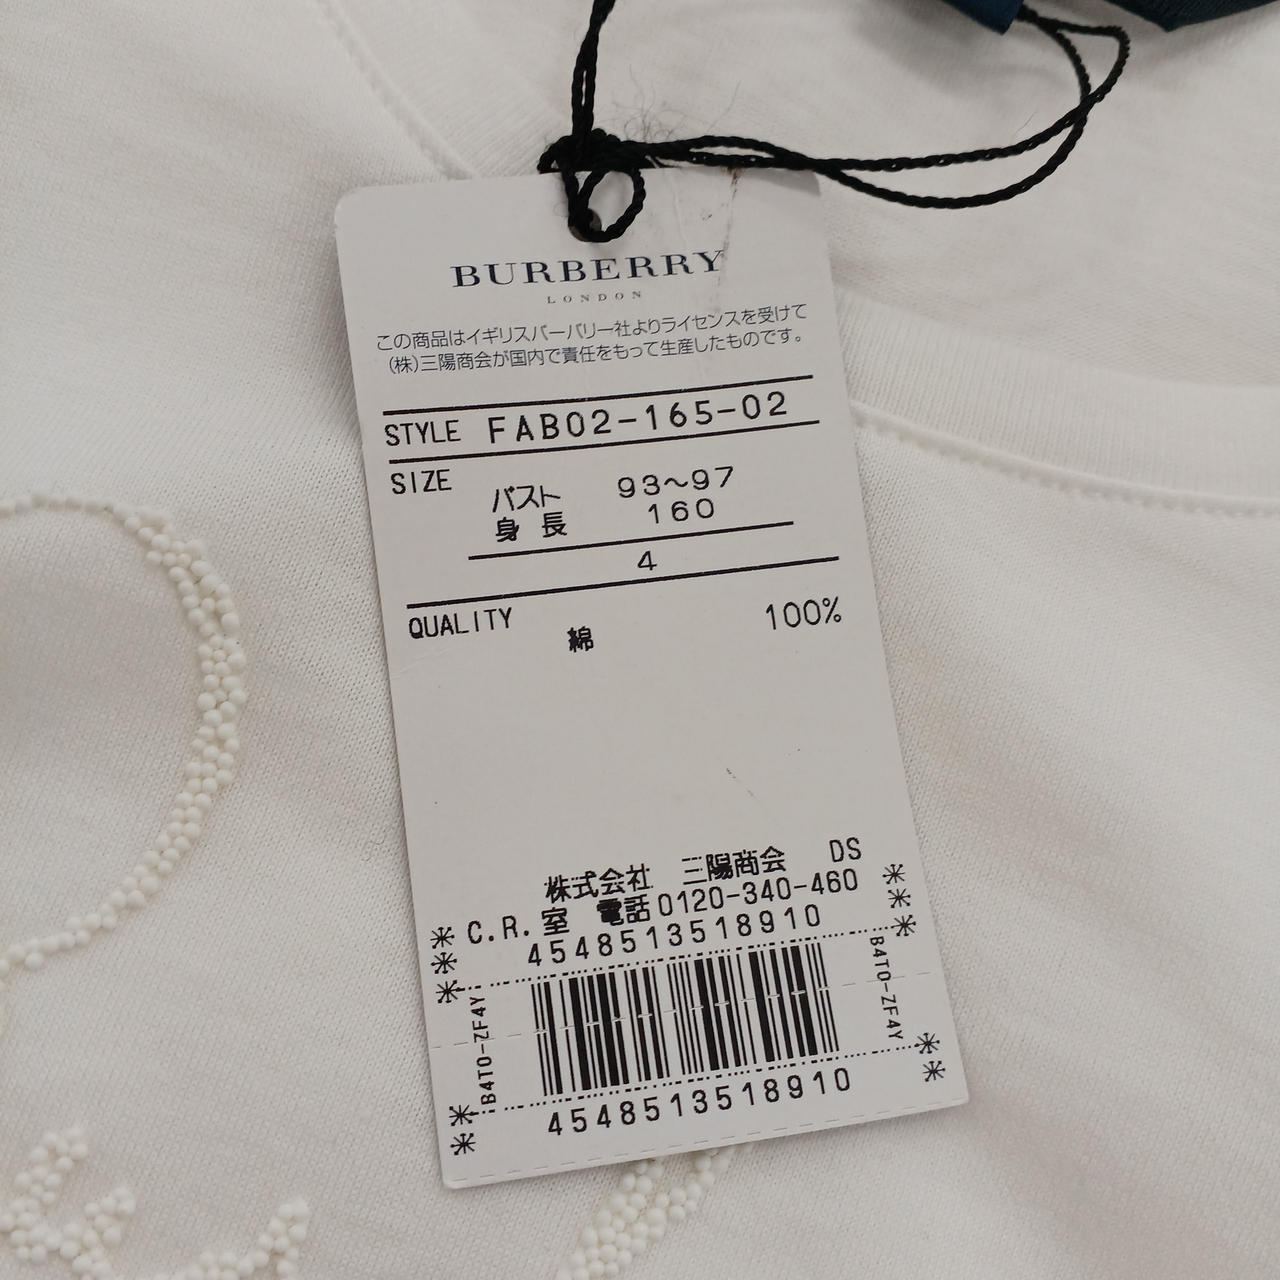 BURBERRY
LONDON
この商品はイギリスバーバリー社よりライセンスを受けて
(株)三陽商会が国内で責任をもって生産したものです。
STYLE FAB02-165-02
SIZE バスト 93～97
身長 160
4
QUALITY 綿 100%
株式会社 三陽商会 DS
C.R.室 電話0120-340-460
4548513518910
B4T0-ZF4Y
B4T0-ZF4Y
4548513518910